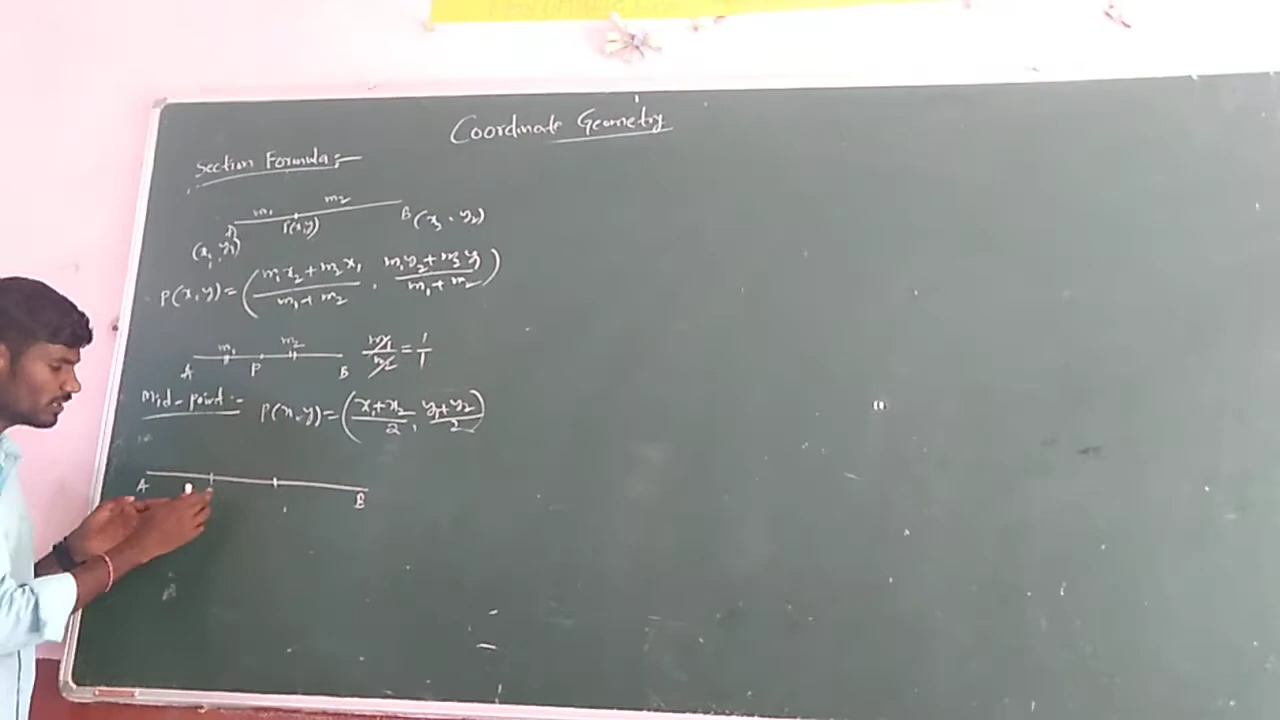 Coordinate Geometry
Section Formula:-
m₁ m₂
A P(x,y) B (x₂, y₂)
(x₁, y₁)
P(x,y) = (m₁x₂+m₂x₁/m₁+m₂, m₁y₂+m₂y₁/m₁+m₂)
m₁ m₂ m₁/m₂ = 1/1
A P B
Mid-point:- P(x,y) = (x₁+x₂/2, y₁+y₂/2)
A B